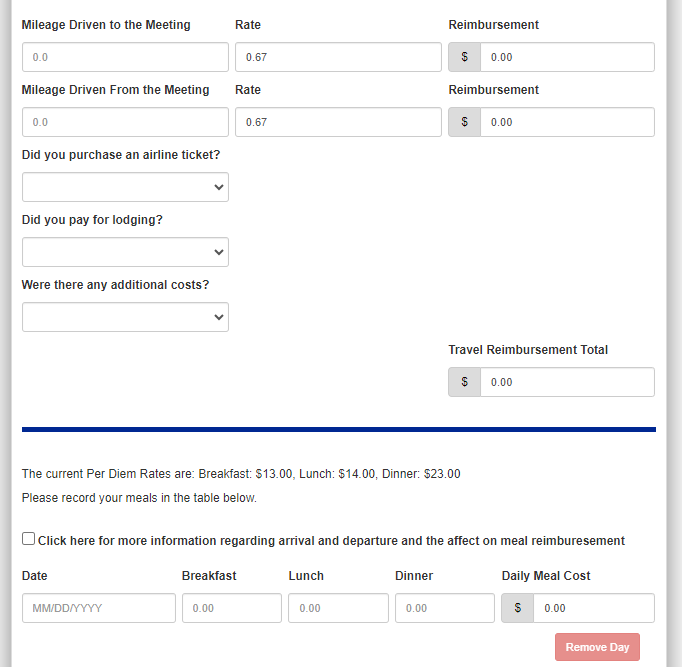 Mileage Driven to the Meeting Rate Reimbursement
0.0 0.67 $ 0.00
Mileage Driven From the Meeting Rate Reimbursement
0.0 0.67 $ 0.00
Did you purchase an airline ticket?
Did you pay for lodging?
Were there any additional costs?
Travel Reimbursement Total
$ 0.00
The current Per Diem Rates are: Breakfast: $13.00, Lunch: $14.00, Dinner: $23.00
Please record your meals in the table below.
Click here for more information regarding arrival and departure and the affect on meal reimburesement
Date Breakfast Lunch Dinner Daily Meal Cost
MM/DD/YYYY 0.00 0.00 0.00 $ 0.00
Remove Day